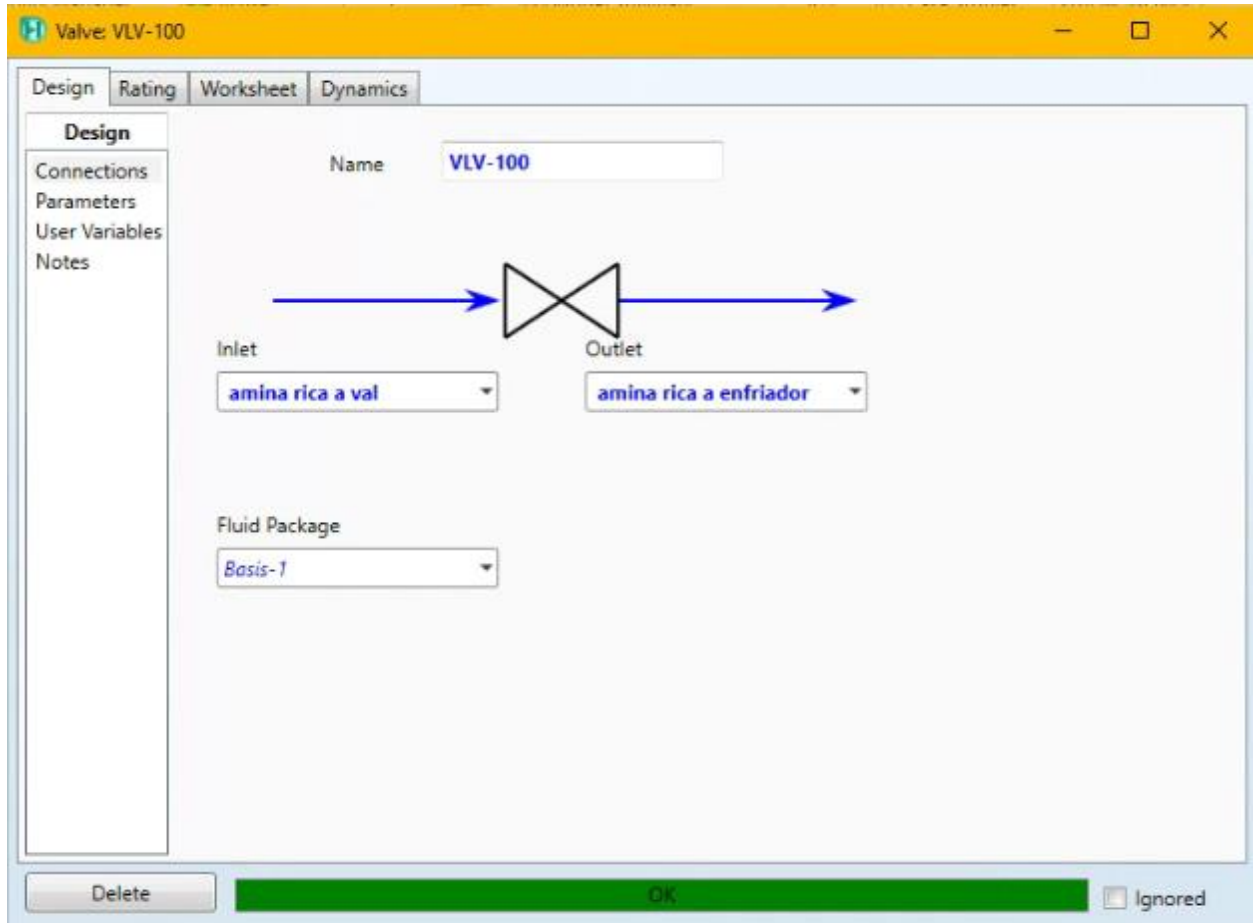 Valve: VLV-100
Design Rating Worksheet Dynamics
Design
Connections
Parameters
User Variables
Notes
Name VLV-100
Inlet Outlet
amina rica a val amina rica a enfriador
Fluid Package
Basis-1
Delete OK Ignored